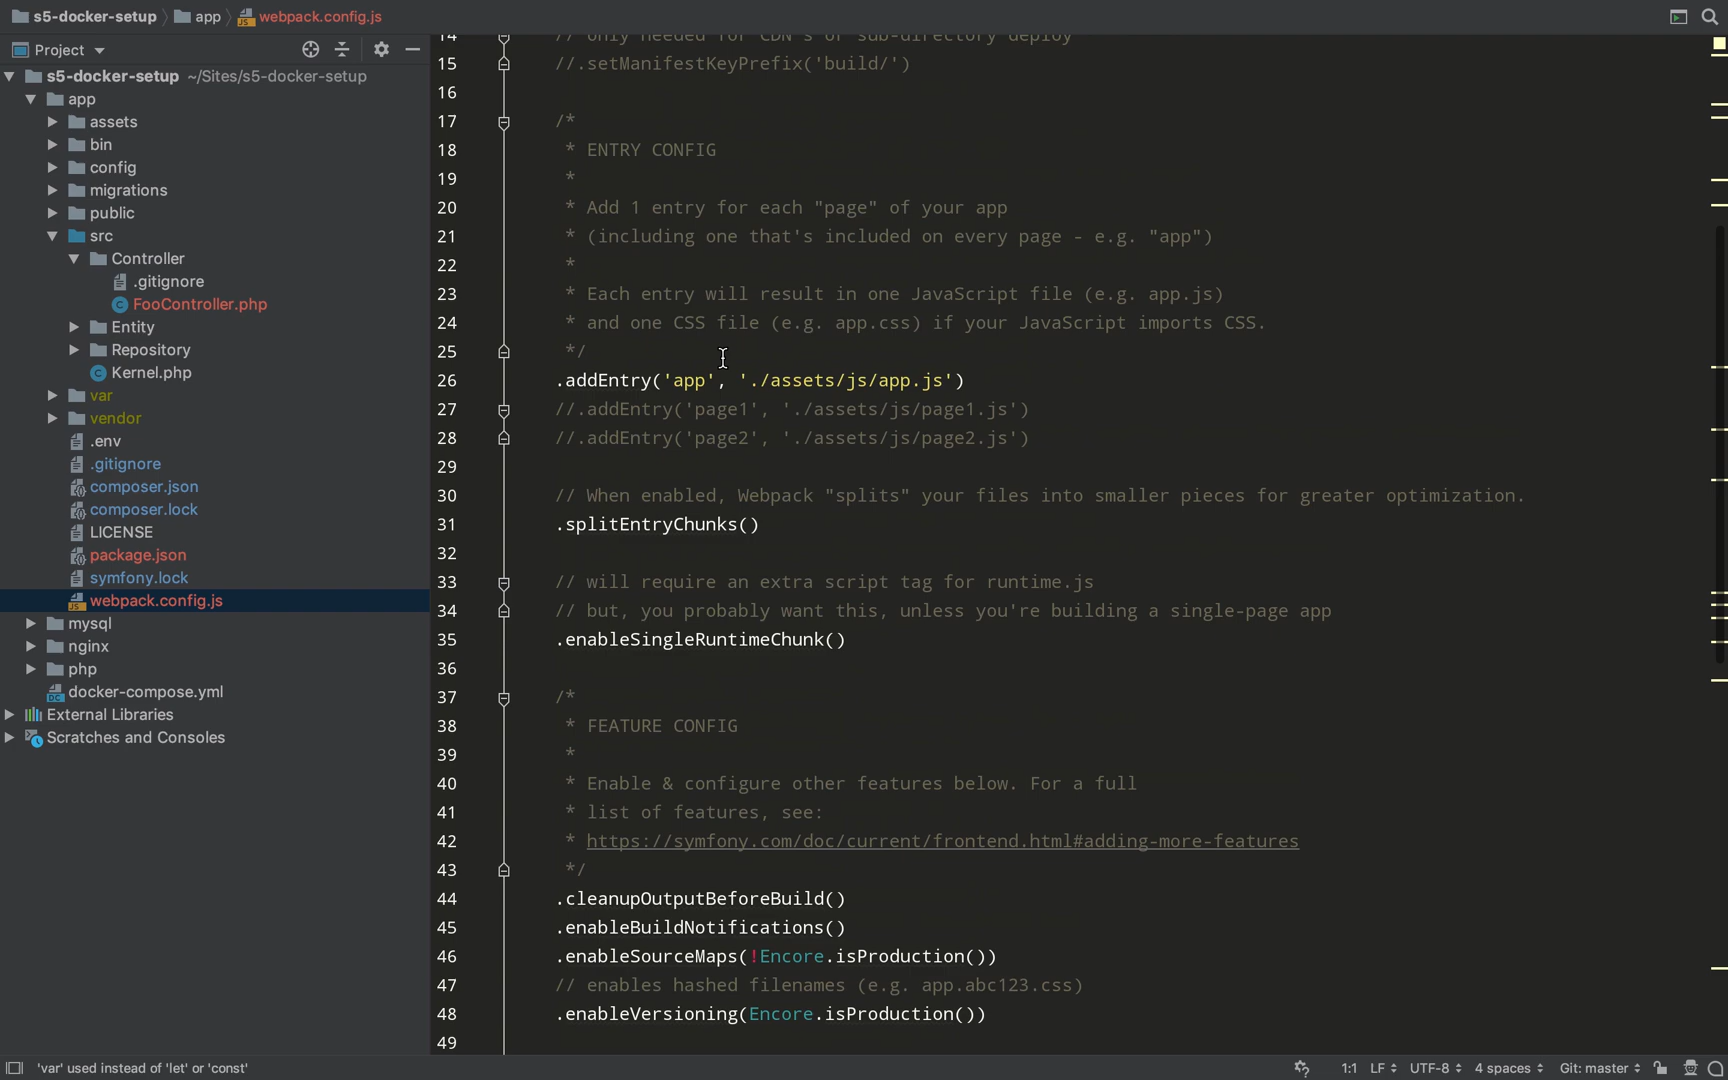 s5-docker-setup app webpack.config.js
Project
s5-docker-setup ~/Sites/s5-docker-setup
app
assets
bin
config
migrations
public
src
Controller
.gitignore
FooController.php
Entity
Repository
Kernel.php
var
vendor
.env
.gitignore
composer.json
composer.lock
LICENSE
package.json
symfony.lock
webpack.config.js
mysql
nginx
php
docker-compose.yml
External Libraries
Scratches and Consoles
14 // only needed for CDN's or sub-directory deploy
15 //.setManifestKeyPrefix('build/')
16
17 /*
18 * ENTRY CONFIG
19 *
20 * Add 1 entry for each "page" of your app
21 * (including one that's included on every page - e.g. "app")
22 *
23 * Each entry will result in one JavaScript file (e.g. app.js)
24 * and one CSS file (e.g. app.css) if your JavaScript imports CSS.
25 */
26 .addEntry('app', './assets/js/app.js')
27 //.addEntry('page1', './assets/js/page1.js')
28 //.addEntry('page2', './assets/js/page2.js')
29
30 // When enabled, Webpack "splits" your files into smaller pieces for greater optimization.
31 .splitEntryChunks()
32
33 // will require an extra script tag for runtime.js
34 // but, you probably want this, unless you're building a single-page app
35 .enableSingleRuntimeChunk()
36
37 /*
38 * FEATURE CONFIG
39 *
40 * Enable & configure other features below. For a full
41 * list of features, see:
42 * https://symfony.com/doc/current/frontend.html#adding-more-features
43 */
44 .cleanupOutputBeforeBuild()
45 .enableBuildNotifications()
46 .enableSourceMaps(!Encore.isProduction())
47 // enables hashed filenames (e.g. app.abc123.css)
48 .enableVersioning(Encore.isProduction())
49
'var' used instead of 'let' or 'const' 1:1 LF UTF-8 4 spaces Git: master